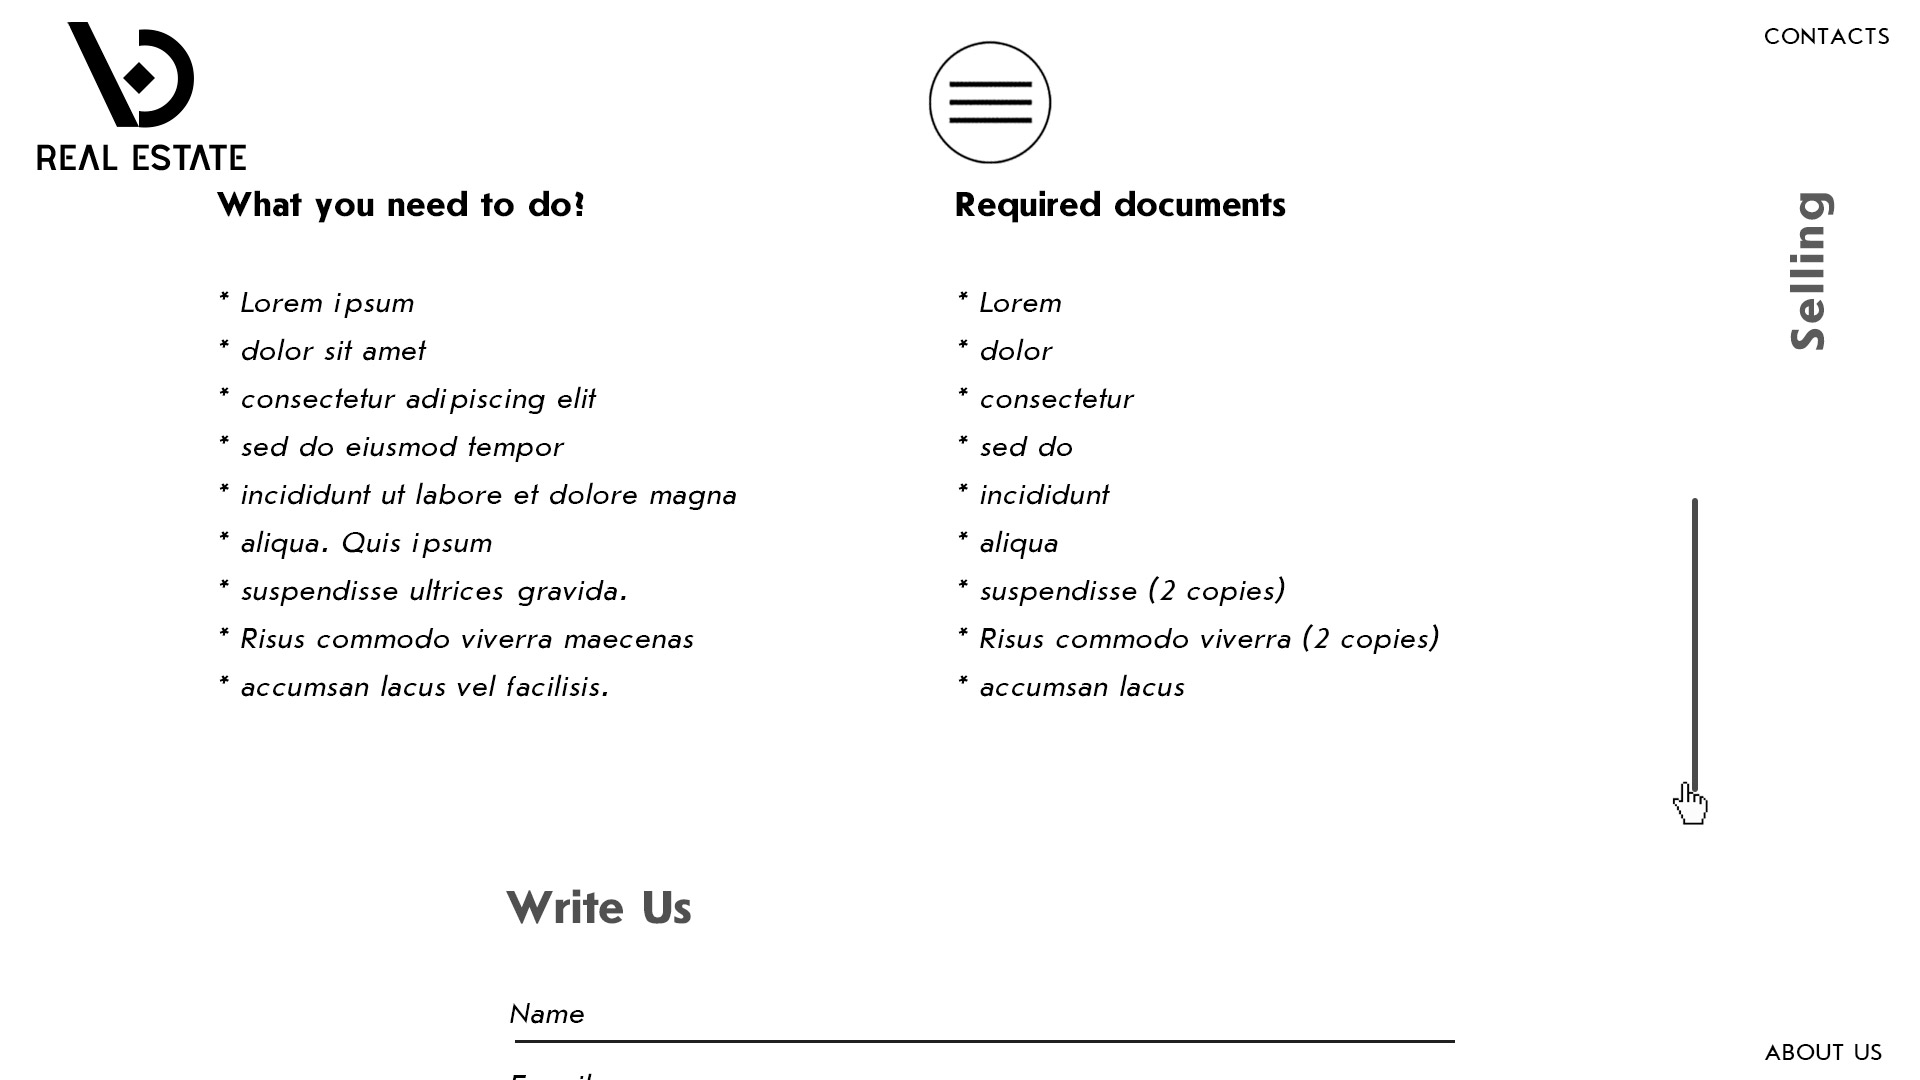 CONTACTS
REAL ESTATE
What you need to do?
* Lorem ipsum
* dolor sit amet
* consectetur adipiscing elit
* sed do eiusmod tempor
* incididunt ut labore et dolore magna
* aliqua. Quis ipsum
* suspendisse ultrices gravida.
* Risus commodo viverra maecenas
* accumsan lacus vel facilisis.
Required documents
* Lorem
* dolor
* consectetur
* sed do
* incididunt
* aliqua
* suspendisse (2 copies)
* Risus commodo viverra (2 copies)
* accumsan lacus
Selling
Write Us
Name
ABOUT US